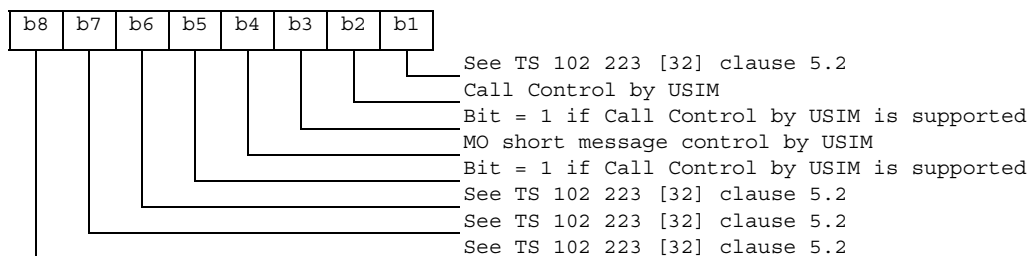 b8 b7 b6 b5 b4 b3 b2 b1
See TS 102 223 [32] clause 5.2
Call Control by USIM
Bit = 1 if Call Control by USIM is supported
MO short message control by USIM
Bit = 1 if Call Control by USIM is supported
See TS 102 223 [32] clause 5.2
See TS 102 223 [32] clause 5.2
See TS 102 223 [32] clause 5.2